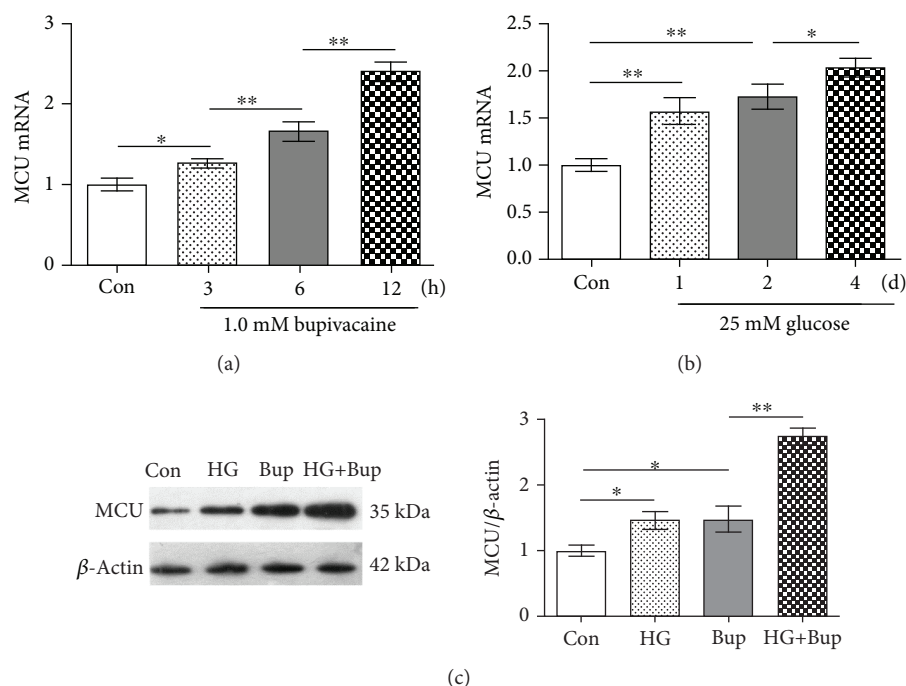 3
2
1
0
MCU mRNA
*
**
**
Con
3
6
12
(h)
1.0 mM bupivacaine
(a)
2.5
2.0
1.5
1.0
0.5
0.0
MCU mRNA
**
**
*
Con
1
2
4
(d)
25 mM glucose
(b)
Con HG Bup HG+Bup
MCU 35 kDa
β-Actin 42 kDa
3
2
1
0
MCU/β-actin
*
*
**
Con
HG
Bup
HG+Bup
(c)